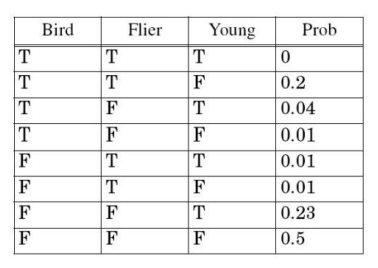 Bird Flier Young Prob
T T T 0
T T F 0.2
T F T 0.04
T F F 0.01
F T T 0.01
F T F 0.01
F F T 0.23
F F F 0.5